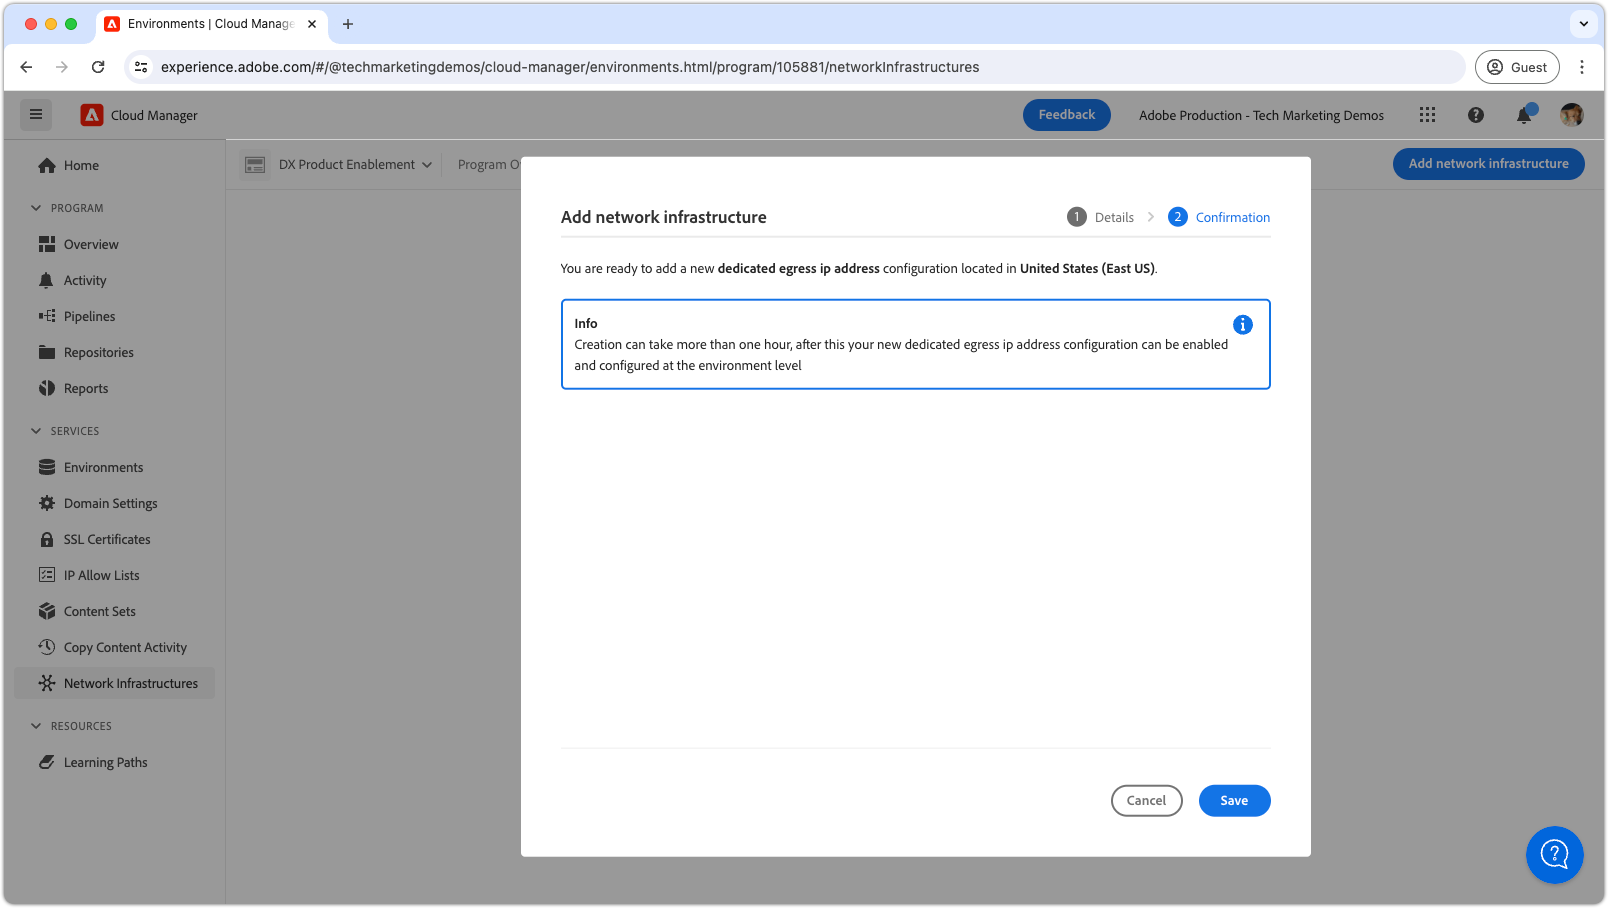 Environments | Cloud Manage
experience.adobe.com/#/@techmarketingdemos/cloud-manager/environments.html/program/105881/networkInfrastructures
Guest
Cloud Manager
Feedback
Adobe Production - Tech Marketing Demos
Home
DX Product Enablement
Program O
Add network infrastructure
PROGRAM
Overview
Activity
Pipelines
Repositories
Reports
SERVICES
Environments
Domain Settings
SSL Certificates
IP Allow Lists
Content Sets
Copy Content Activity
Network Infrastructures
RESOURCES
Learning Paths
Add network infrastructure
1 Details
2 Confirmation
You are ready to add a new dedicated egress ip address configuration located in United States (East US).
Info
Creation can take more than one hour, after this your new dedicated egress ip address configuration can be enabled
and configured at the environment level
Cancel
Save